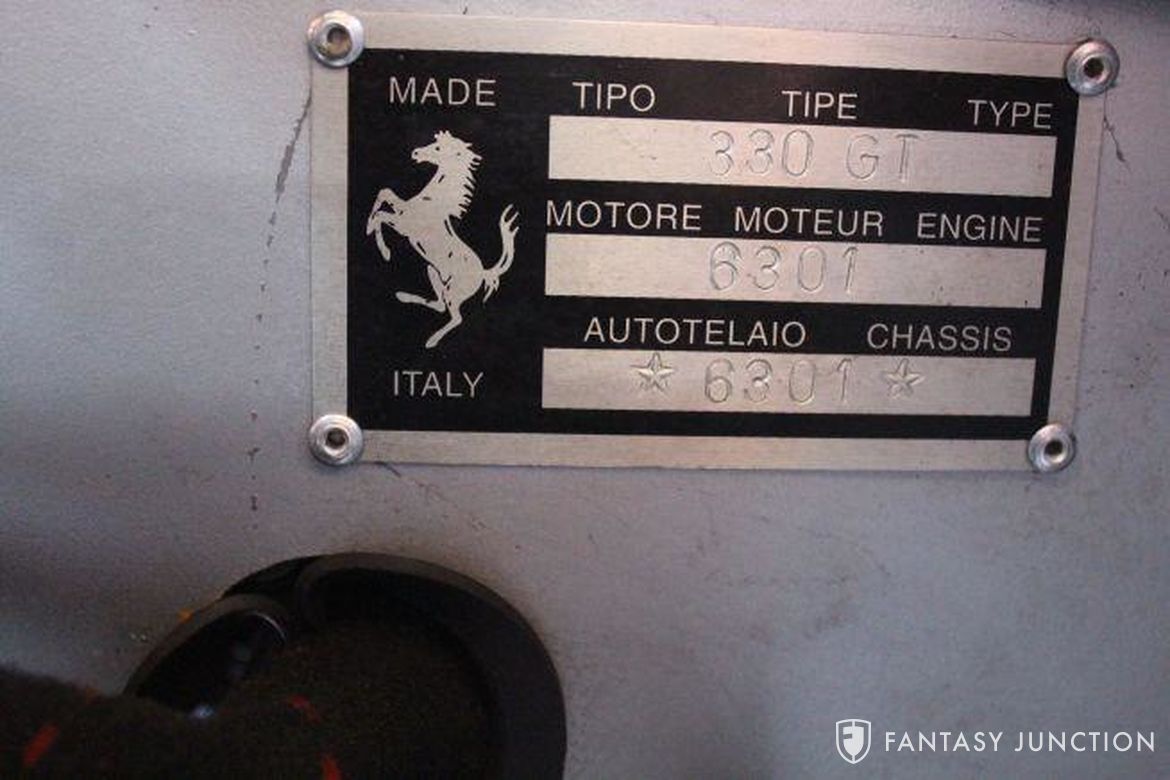 MADE
TIPO TIPE TYPE
330 GT
MOTORE MOTEUR ENGINE
6301
AUTOTELAIO CHASSIS
6301
ITALY
FANTASY JUNCTION